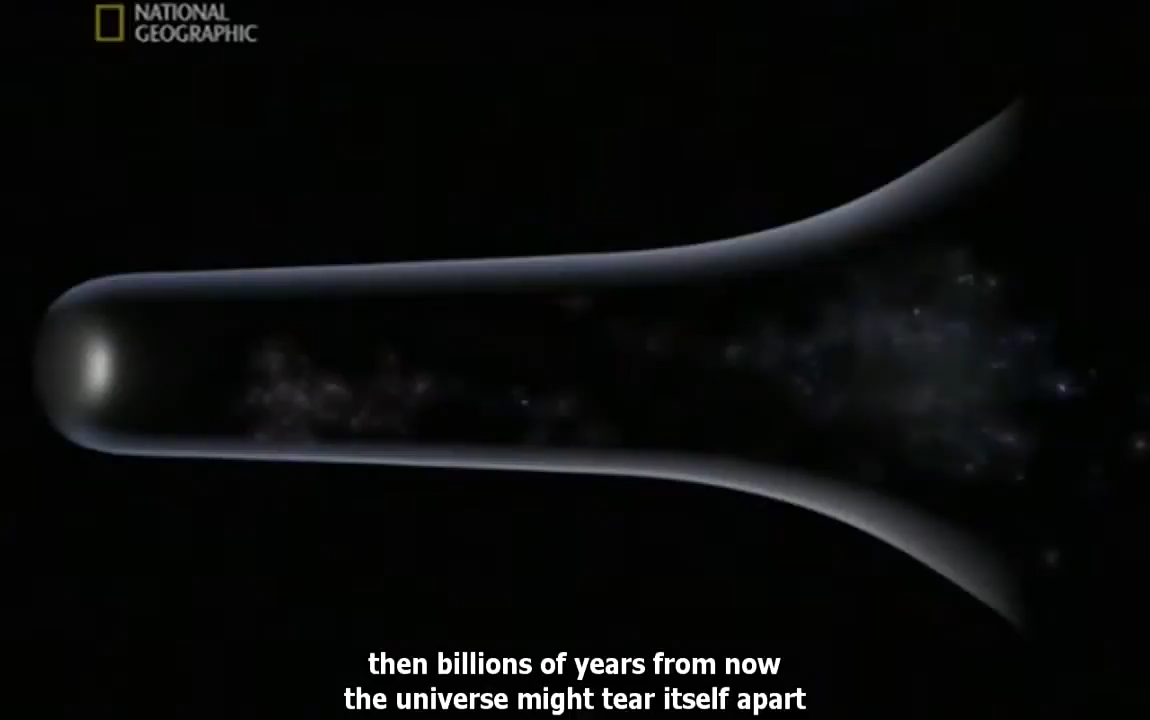 NATIONAL
GEOGRAPHIC
then billions of years from now
the universe might tear itself apart